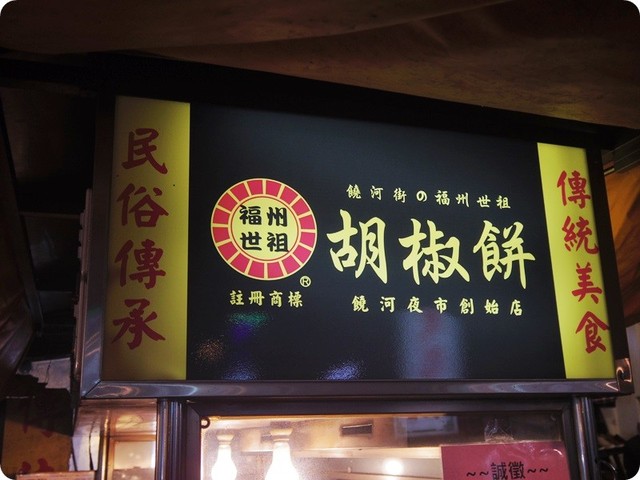 民俗傳承
福州
世祖
®
註冊商標
饒河街の福州世祖
胡椒餅
饒河夜市創始店
傳統美食
~~誠徵~~